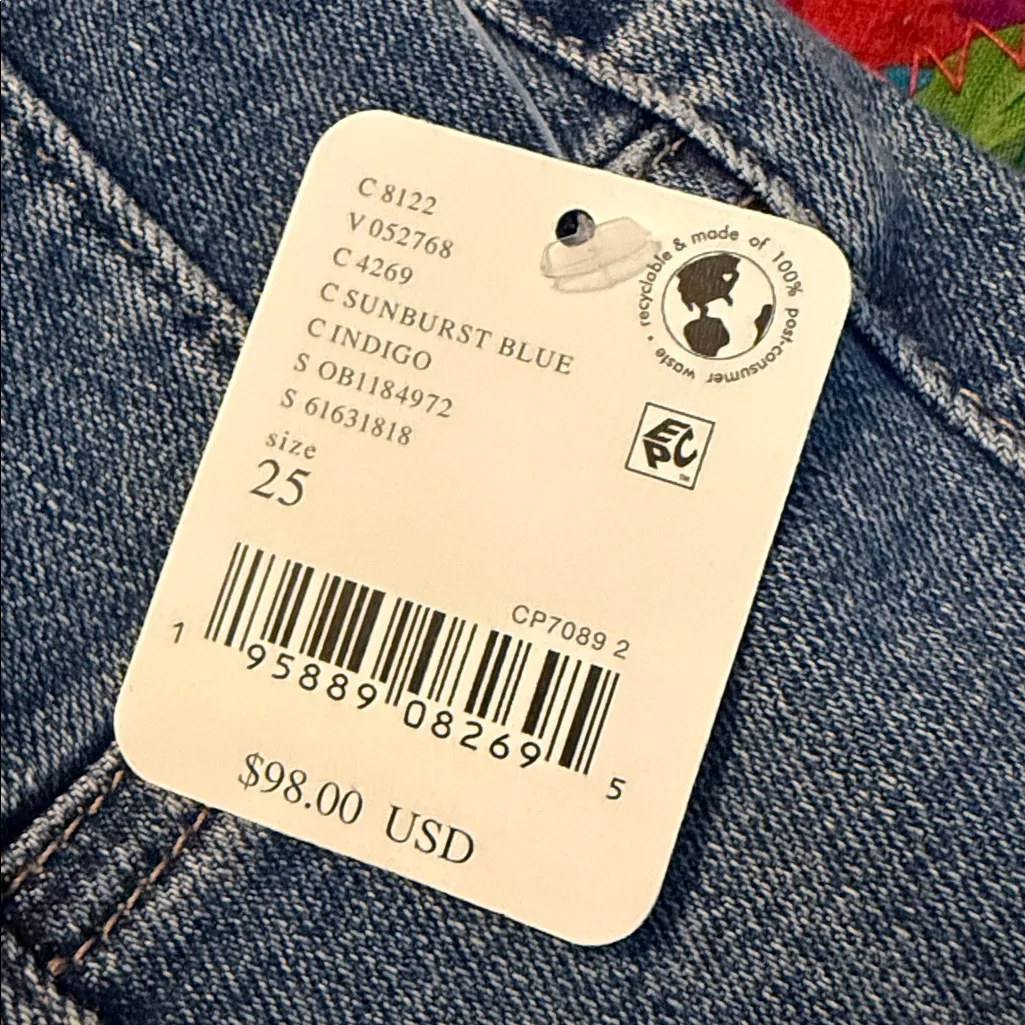 C 8122
V 052768
C 4269
C SUNBURST BLUE
C INDIGO
S OB1184972
S 61631818
size
25
recyclable & made of 100% post-consumer waste •
EPC
TM
CP7089 2
1 95889 08269 5
$98.00 USD